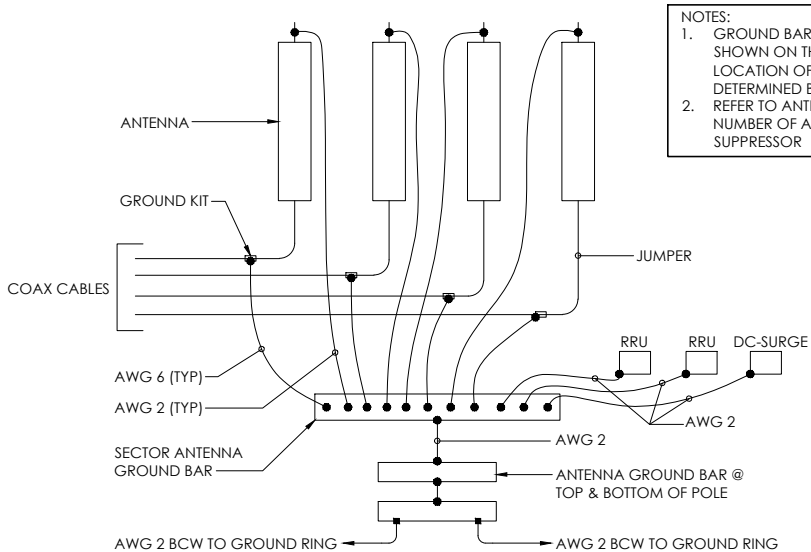 NOTES:
1. GROUND BAR
SHOWN ON TH
LOCATION OF
DETERMINED B
2. REFER TO ANT
NUMBER OF A
SUPPRESSOR
ANTENNA
GROUND KIT
COAX CABLES
JUMPER
RRU RRU DC-SURGE
AWG 6 (TYP)
AWG 2 (TYP)
AWG 2
AWG 2
SECTOR ANTENNA
GROUND BAR
ANTENNA GROUND BAR @
TOP & BOTTOM OF POLE
AWG 2 BCW TO GROUND RING
AWG 2 BCW TO GROUND RING